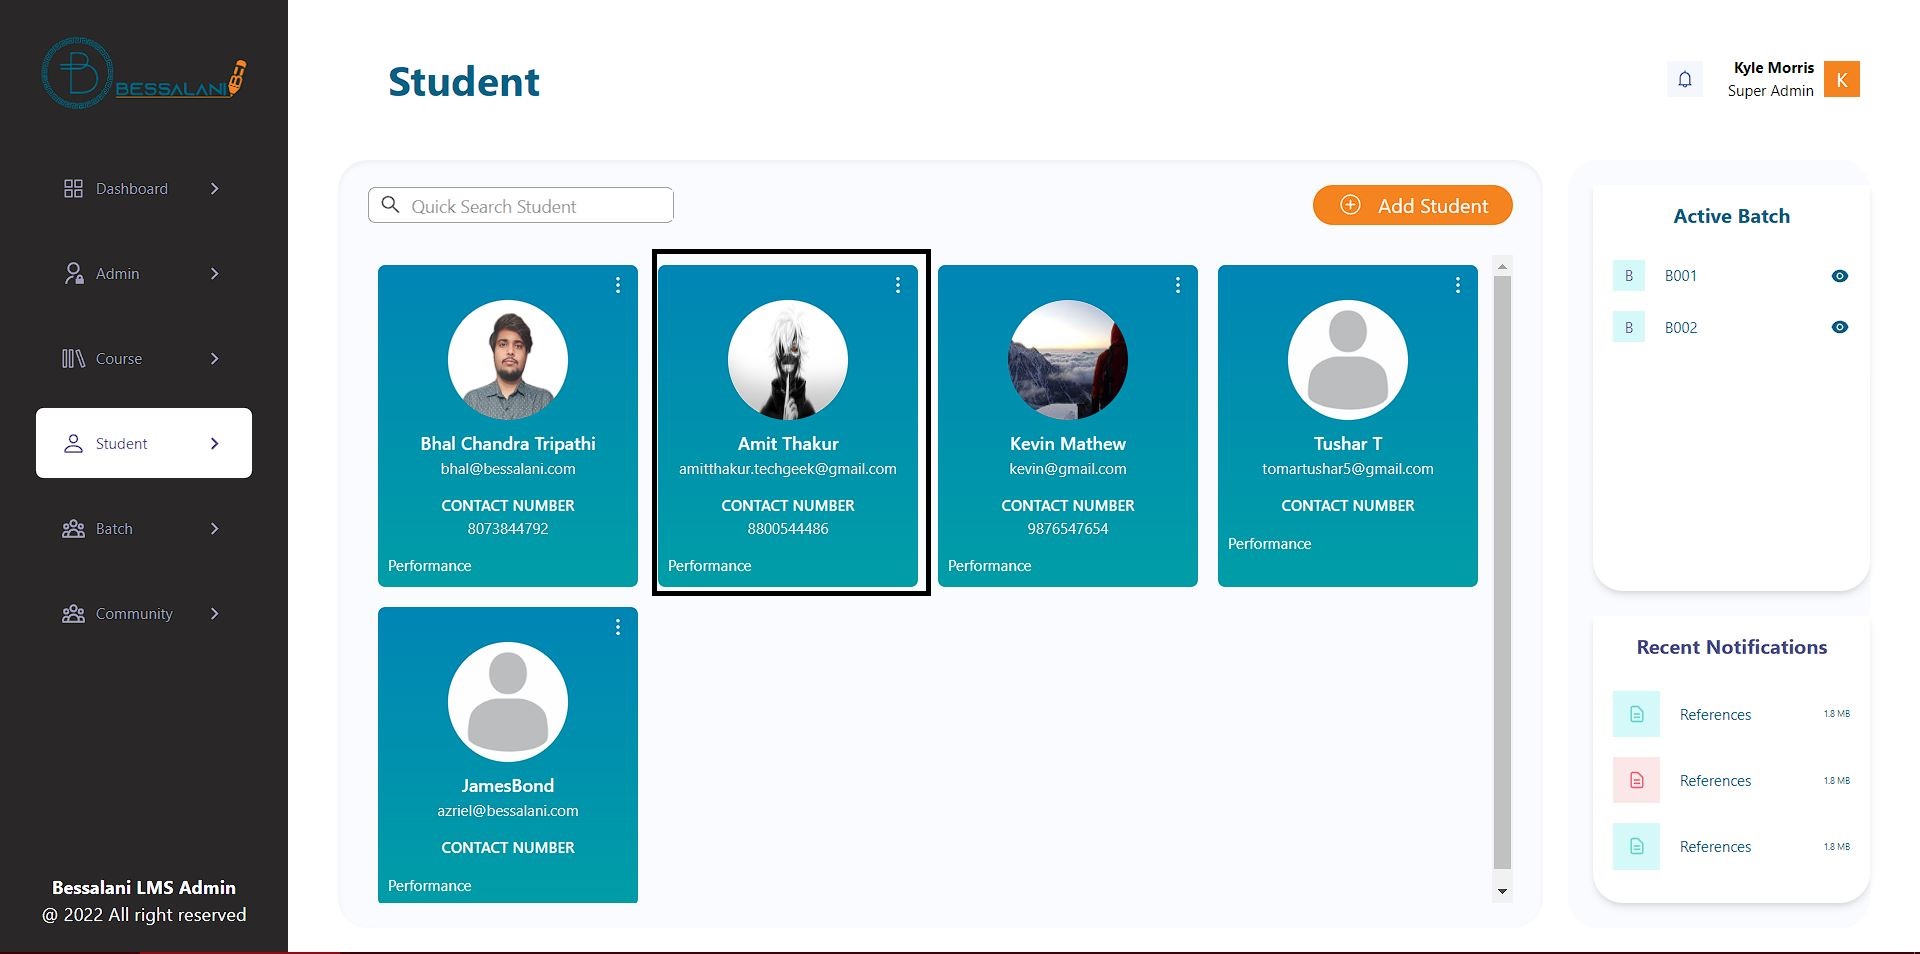 BESSALANI
Student
Kyle Morris
Super Admin
K
Dashboard
Admin
Course
Student
Batch
Community
Bessalani LMS Admin
@ 2022 All right reserved
Quick Search Student
Add Student
Bhal Chandra Tripathi
bhal@bessalani.com
CONTACT NUMBER
8073844792
Performance
Amit Thakur
amitthakur.techgeek@gmail.com
CONTACT NUMBER
8800544486
Performance
Kevin Mathew
kevin@gmail.com
CONTACT NUMBER
9876547654
Performance
Tushar T
tomartushar5@gmail.com
CONTACT NUMBER
Performance
JamesBond
azriel@bessalani.com
CONTACT NUMBER
Performance
Active Batch
B B001
B B002
Recent Notifications
References 1.8 MB
References 1.8 MB
References 1.8 MB